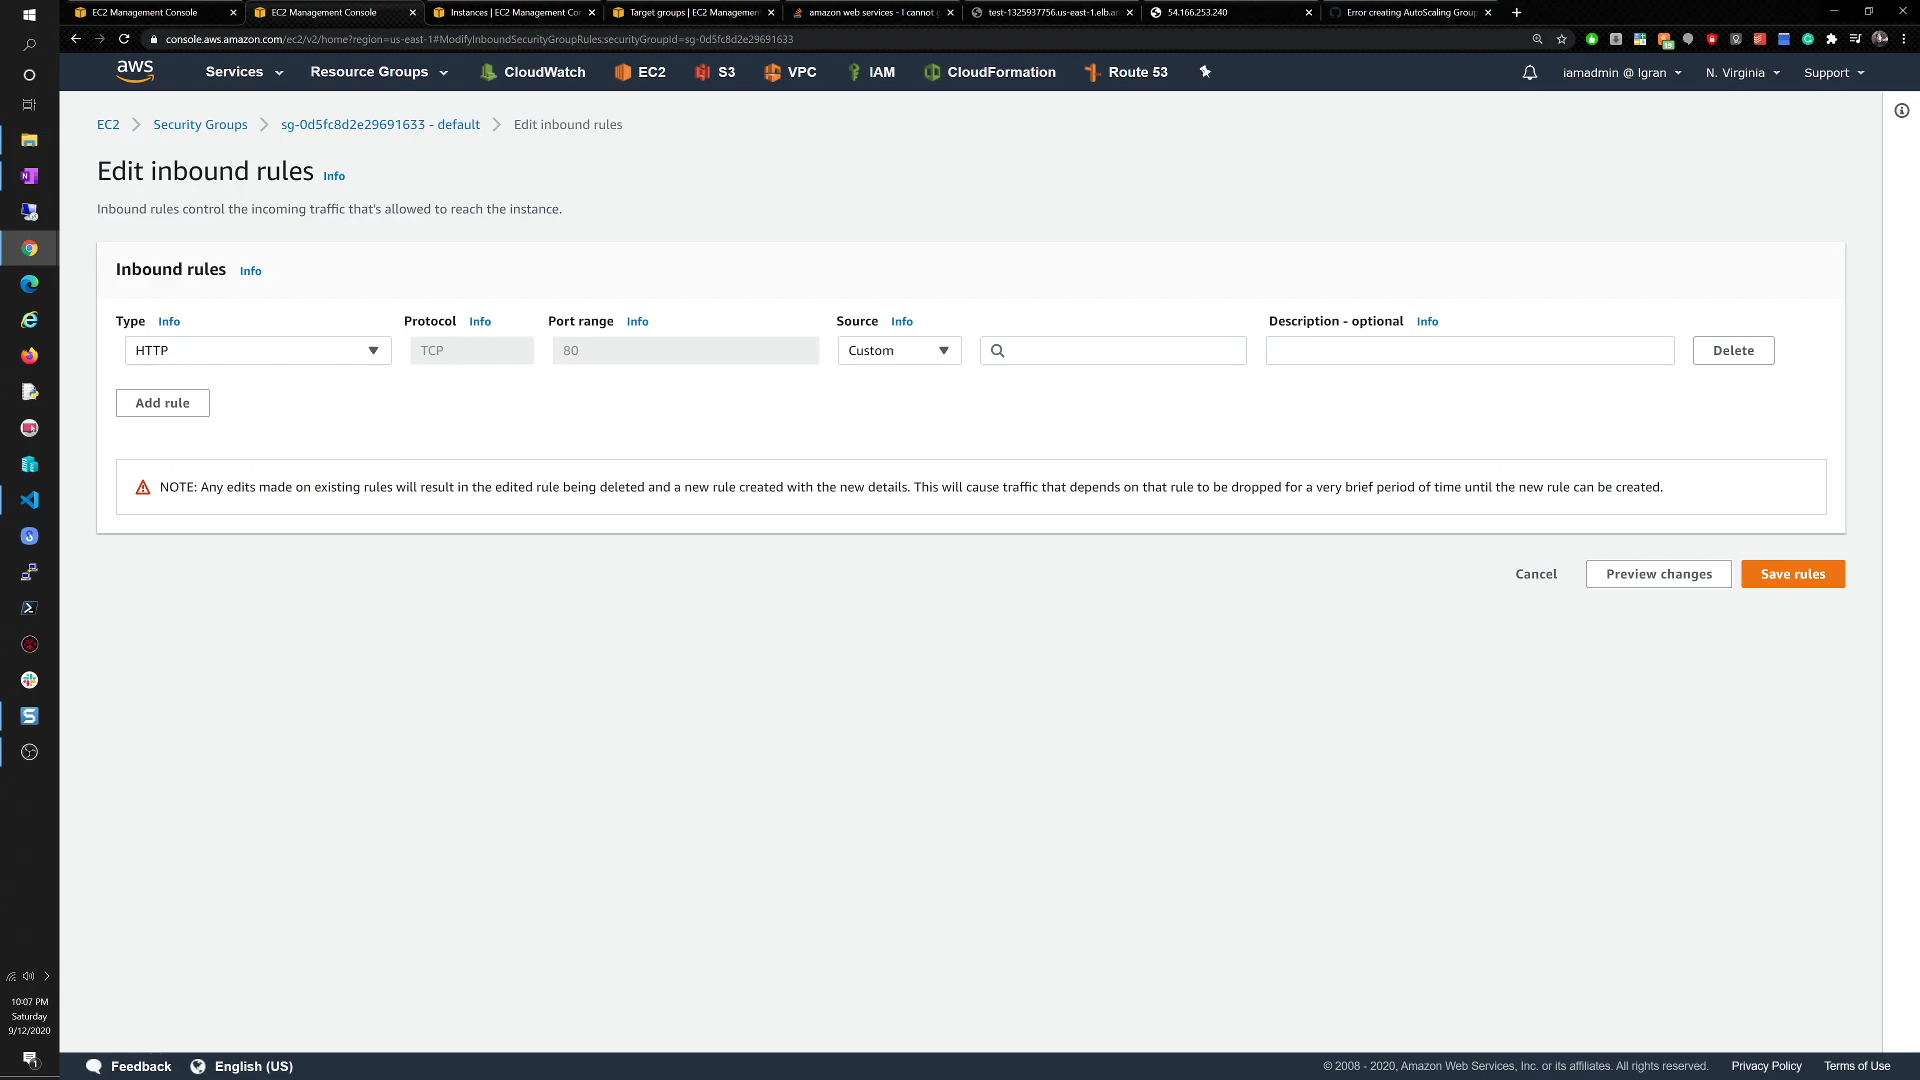 EC2 Management Console
EC2 Management Console
Instances | EC2 Management Cor
Target groups | EC2 Management
amazon web services - I cannot
test-1325937756.us-east-1.elb.a
54.166.253.240
Error creating AutoScaling Group
console.aws.amazon.com/ec2/v2/home?region=us-east-1#ModifyInboundSecurityGroupRules:securityGroupId=sg-0d5fc8d2e29691633
aws
Services
Resource Groups
CloudWatch
EC2
S3
VPC
IAM
CloudFormation
Route 53
iamadmin @ lgran
N. Virginia
Support
EC2
Security Groups
sg-0d5fc8d2e29691633 - default
Edit inbound rules
Edit inbound rules Info
Inbound rules control the incoming traffic that's allowed to reach the instance.
Inbound rules Info
Type Info
Protocol Info
Port range Info
Source Info
Description - optional Info
HTTP
TCP
80
Custom
Delete
Add rule
NOTE: Any edits made on existing rules will result in the edited rule being deleted and a new rule created with the new details. This will cause traffic that depends on that rule to be dropped for a very brief period of time until the new rule can be created.
Cancel
Preview changes
Save rules
10:07 PM
Saturday
9/12/2020
Feedback
English (US)
© 2008 - 2020, Amazon Web Services, Inc. or its affiliates. All rights reserved.
Privacy Policy
Terms of Use